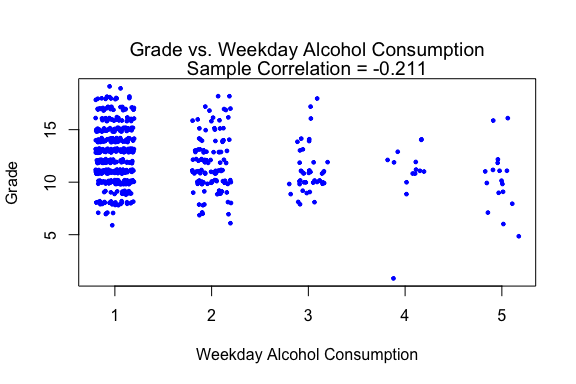 Grade vs. Weekday Alcohol Consumption
Sample Correlation = -0.211
Grade
15
10
5
1 2 3 4 5
Weekday Alcohol Consumption